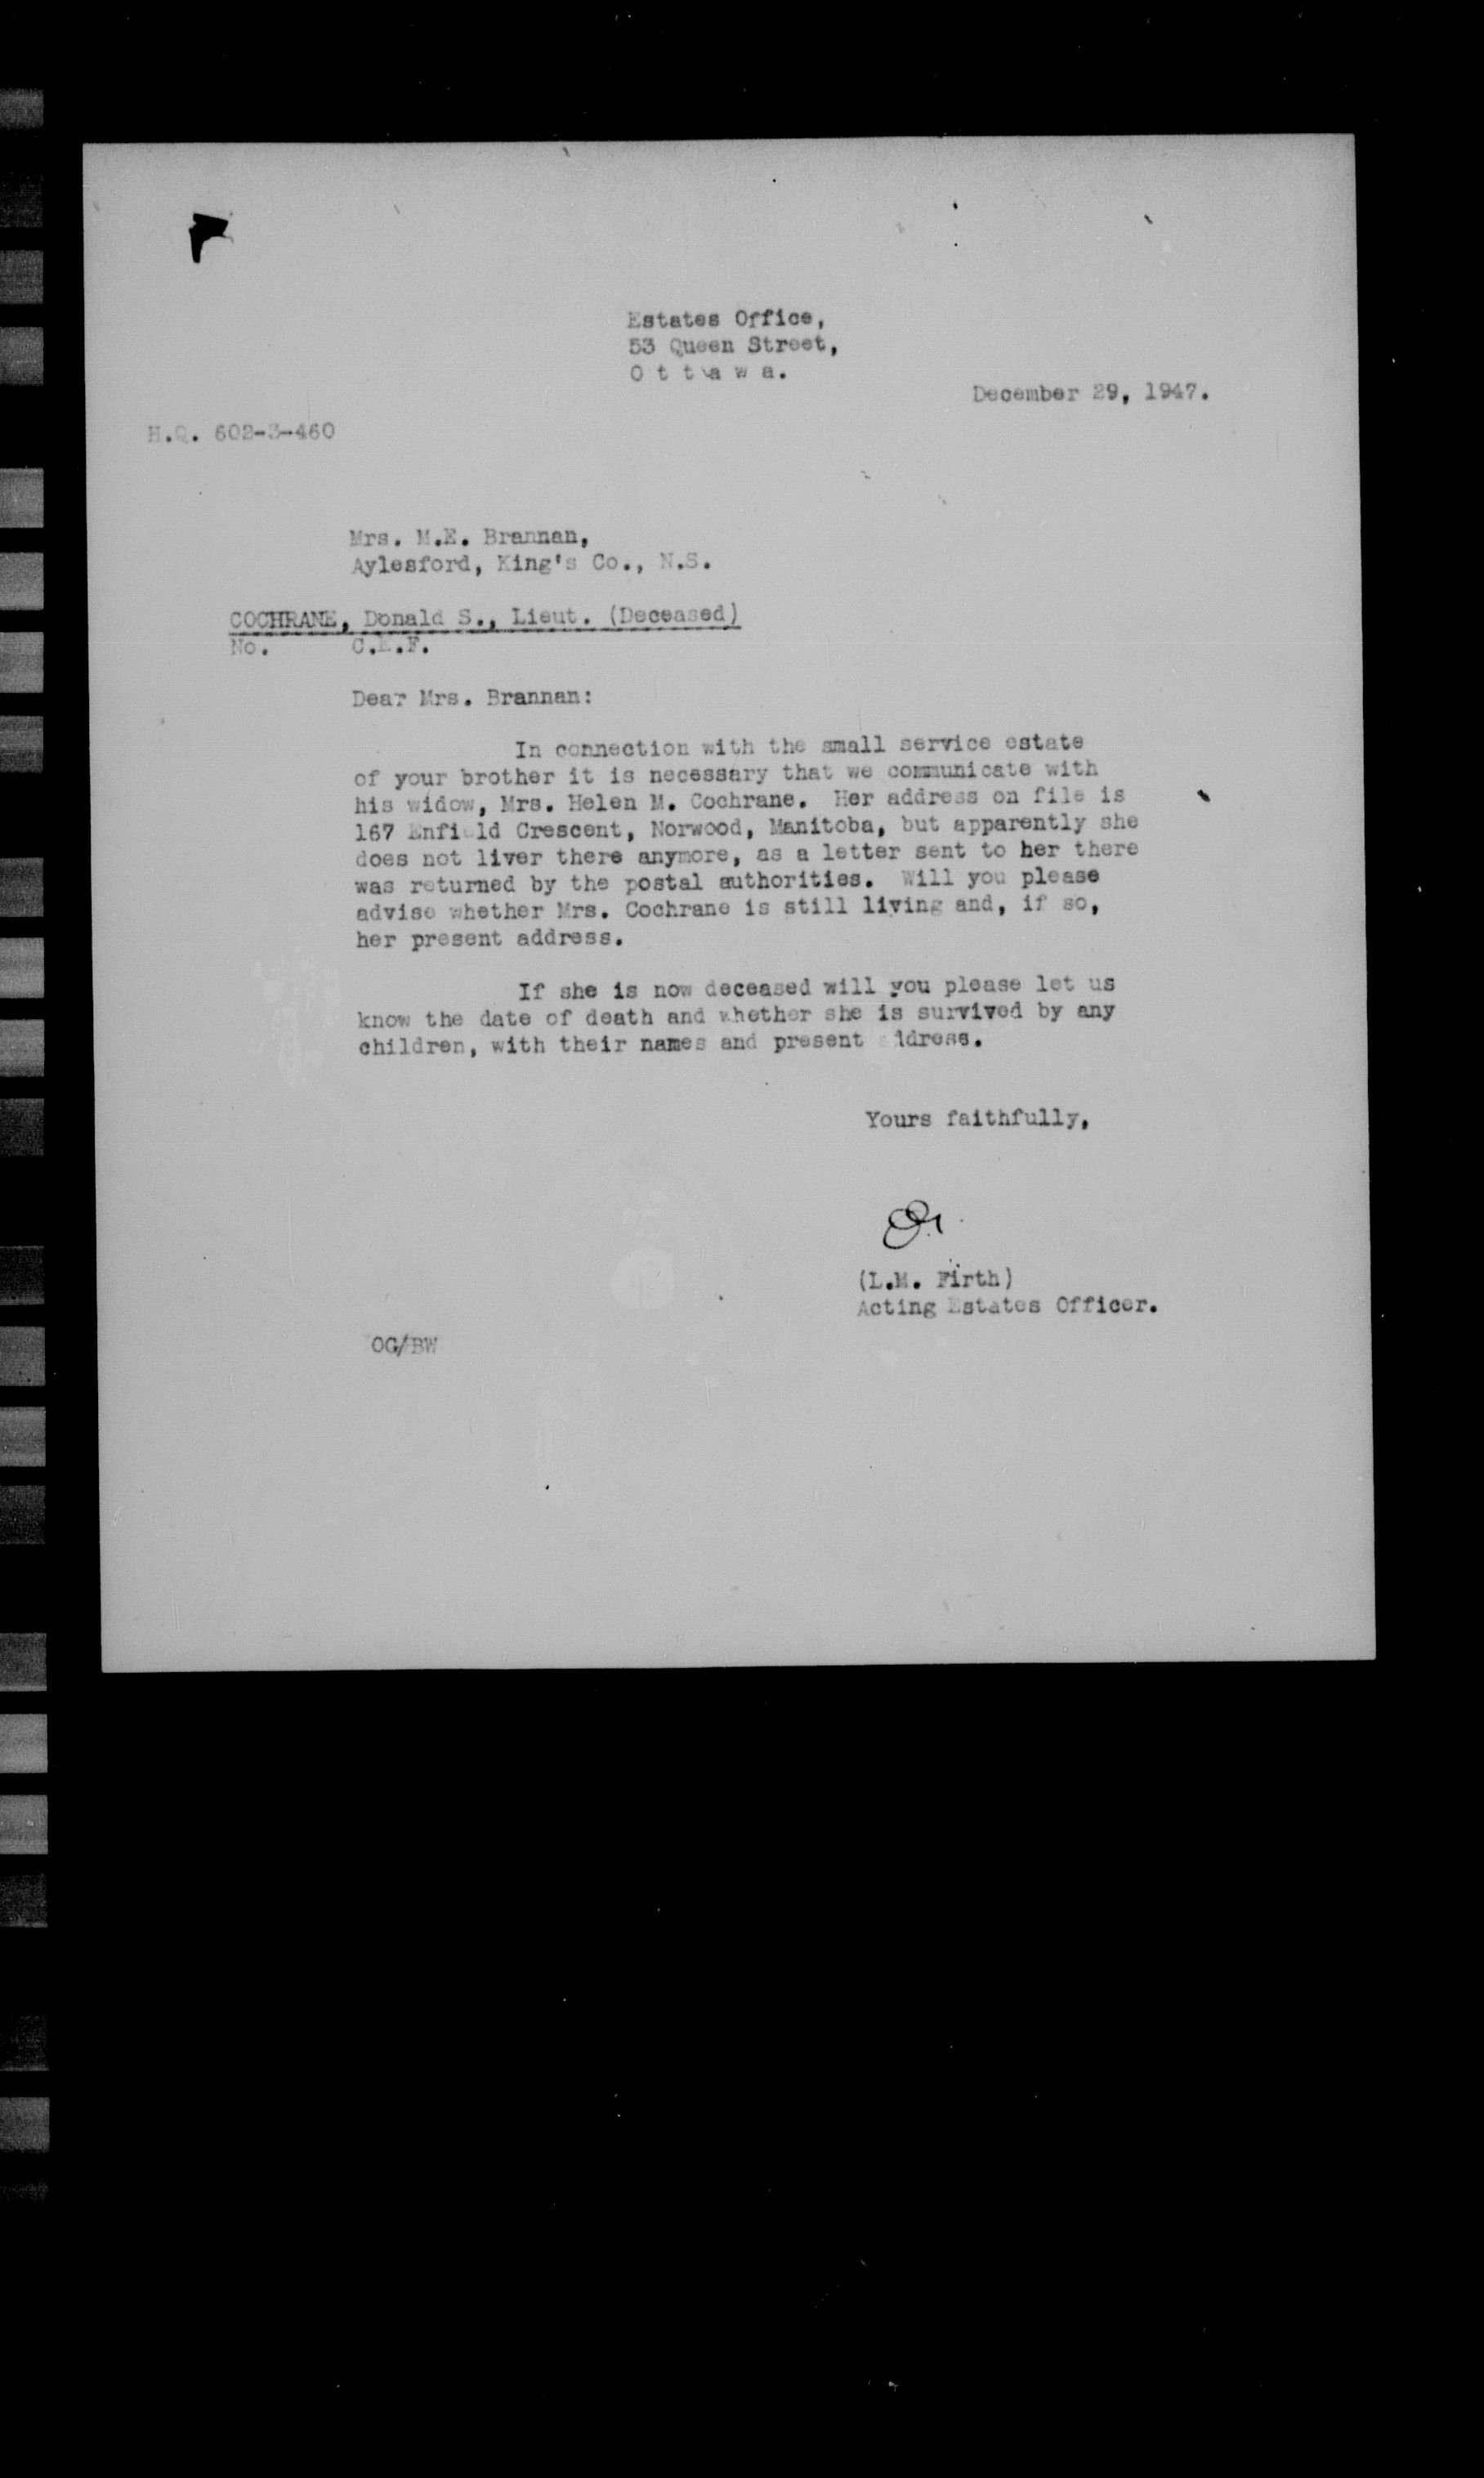 Estates Office,
53 Queen Street,
O t t a w a.
December 29, 1947.
H.Q. 602-3-460
Mrs. M.E. Brannan,
Aylesford, King's Co., N.S.
COCHRANE, Donald S., Lieut. (Deceased)
No. C.E.F.
Dear Mrs. Brannan:
In connection with the small service estate
of your brother it is necessary that we communicate with
his widow, Mrs. Helen M. Cochrane. Her address on file is
167 Enfield Crescent, Norwood, Manitoba, but apparently she
does not liver there anymore, as a letter sent to her there
was returned by the postal authorities. Will you please
advise whether Mrs. Cochrane is still living and, if so,
her present address.
If she is now deceased will you please let us
know the date of death and whether she is survived by any
children, with their names and present address.
Yours faithfully,
(L.M. Firth)
Acting Estates Officer.
OG/BW